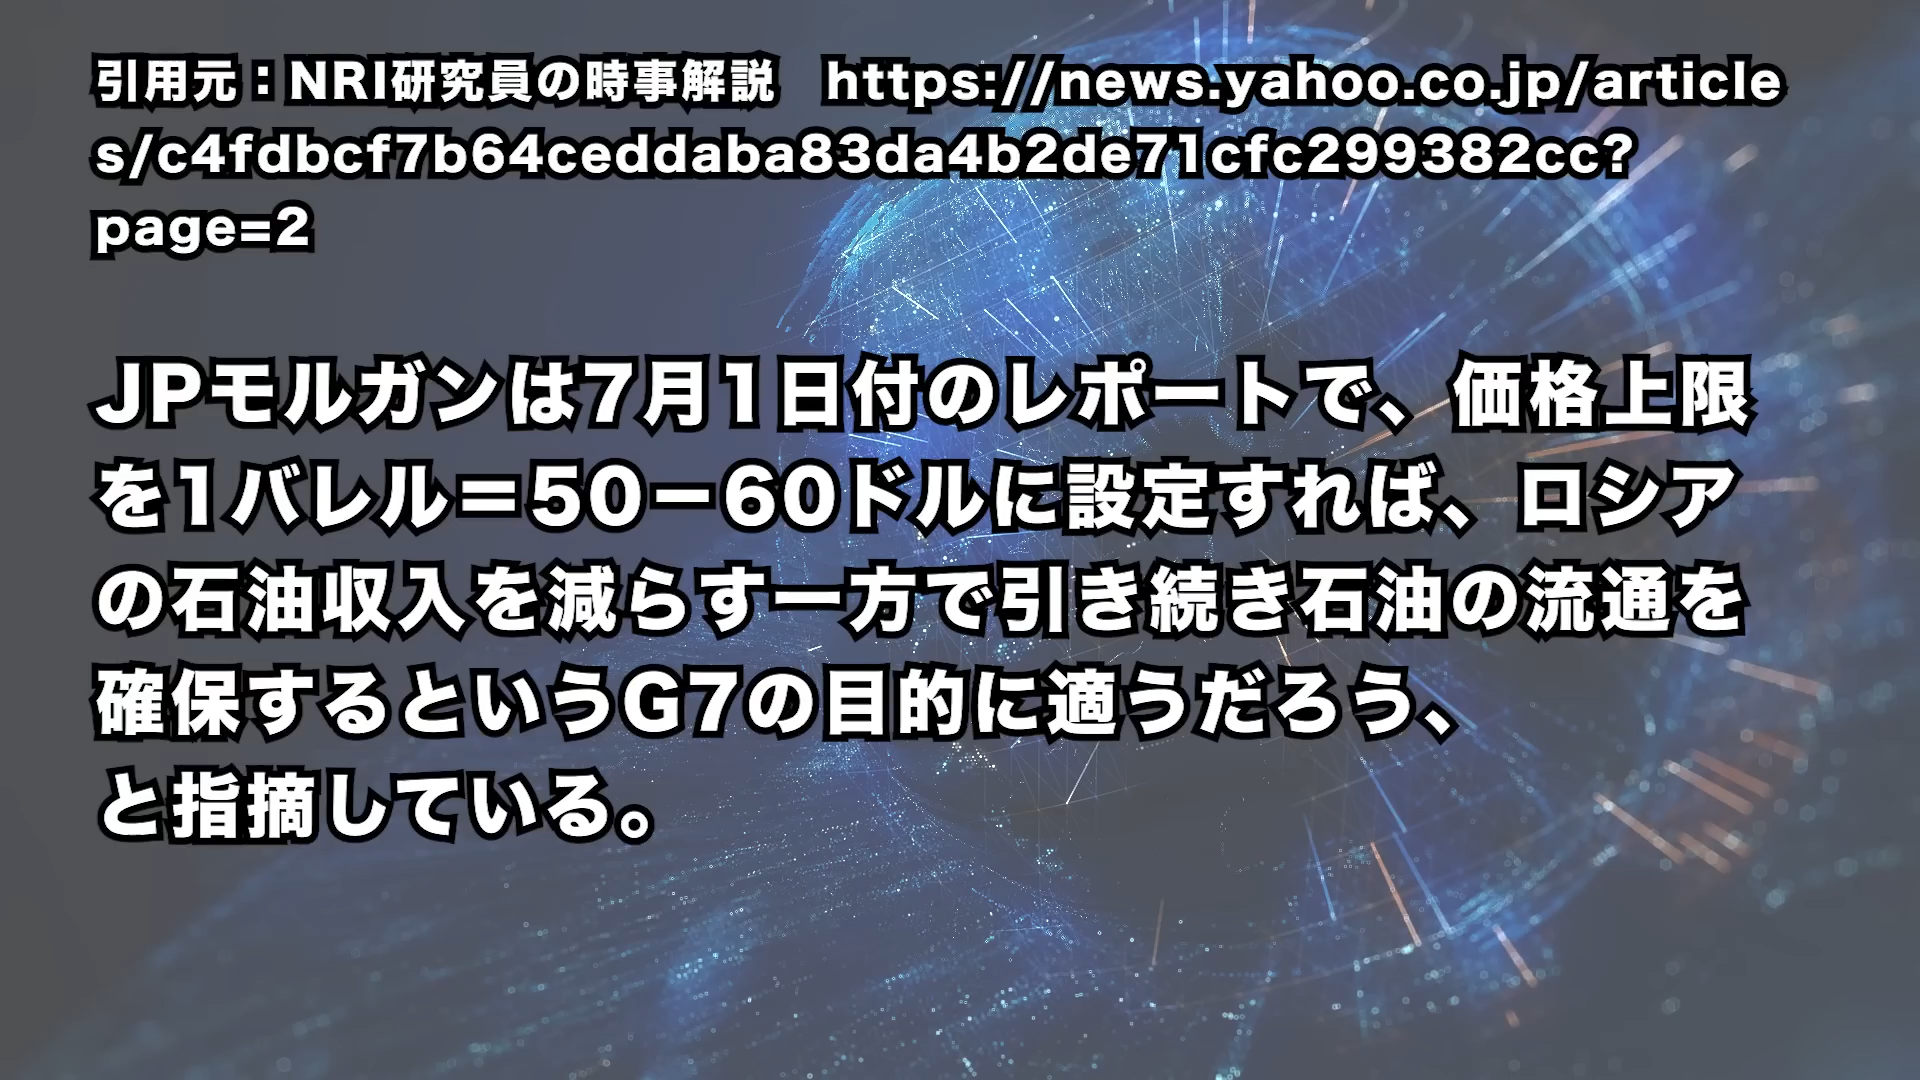 引用元：NRI研究員の時事解説　https://news.yahoo.co.jp/article
s/c4fdbcf7b64ceddaba83da4b2de71cfc299382cc?
page=2
JPモルガンは7月1日付のレポートで、価格上限
を1バレル＝50－60ドルに設定すれば、ロシア
の石油収入を減らす一方で引き続き石油の流通を
確保するというG7の目的に適うだろう、
と指摘している。